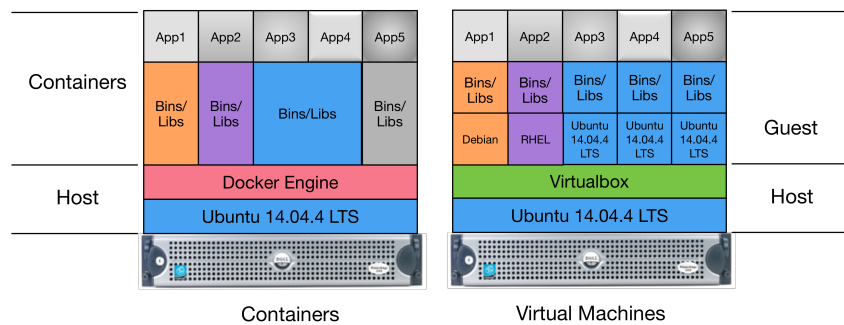 App1
App2
App3
App4
App5
Containers
Bins/
Libs
Bins/
Libs
Bins/Libs
Bins/
Libs
Host
Docker Engine
Ubuntu 14.04.4 LTS
Containers
App1
App2
App3
App4
App5
Bins/
Libs
Bins/
Libs
Bins/
Libs
Bins/
Libs
Bins/
Libs
Debian
RHEL
Ubuntu
14.04.4
LTS
Ubuntu
14.04.4
LTS
Ubuntu
14.04.4
LTS
Guest
Virtualbox
Host
Ubuntu 14.04.4 LTS
Virtual Machines